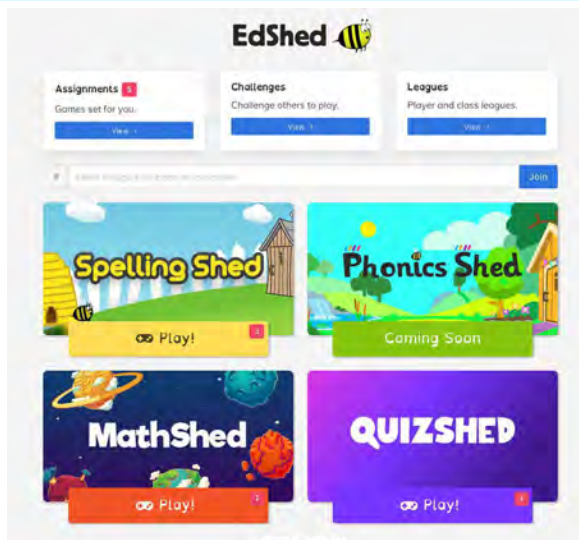 EdShed
Assignments 5
Games set for you.
View
Challenges
Challenge others to play.
View
Leagues
Player and class leagues.
View
#
Join
Spelling Shed
Play!
Phonics Shed
Coming Soon
MathShed
Play!
QUIZSHED
Play!